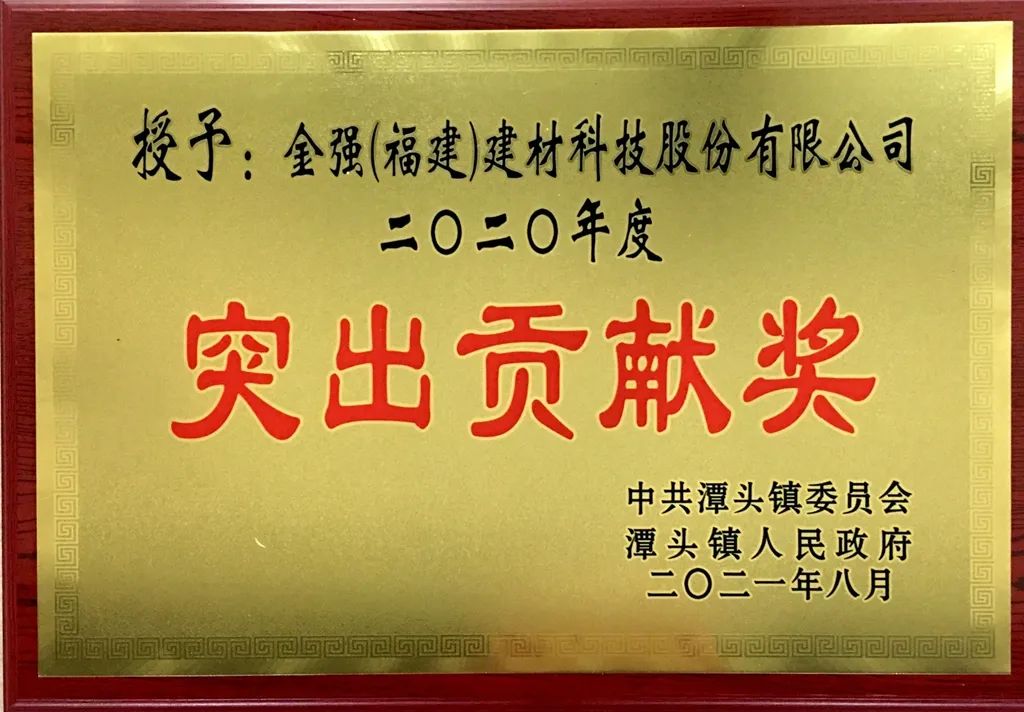 授予：金强(福建)建材科技股份有限公司
二〇二〇年度
突出贡献奖
中共潭头镇委员会
潭头镇人民政府
二〇二一年八月